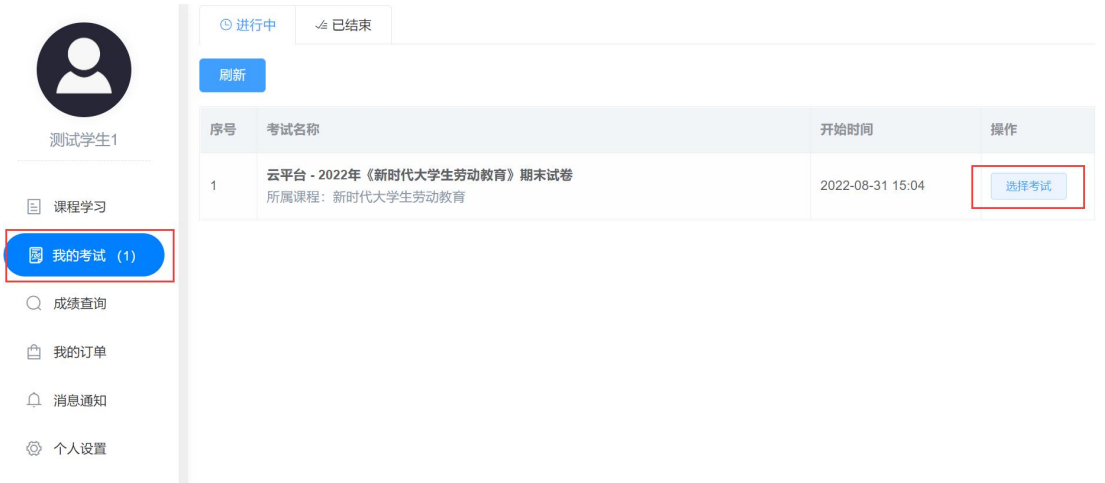 测试学生1
课程学习
我的考试 (1)
成绩查询
我的订单
消息通知
个人设置
进行中
已结束
刷新
序号 考试名称 开始时间 操作
1 云平台 - 2022年《新时代大学生劳动教育》期末试卷 2022-08-31 15:04 选择考试
所属课程：新时代大学生劳动教育